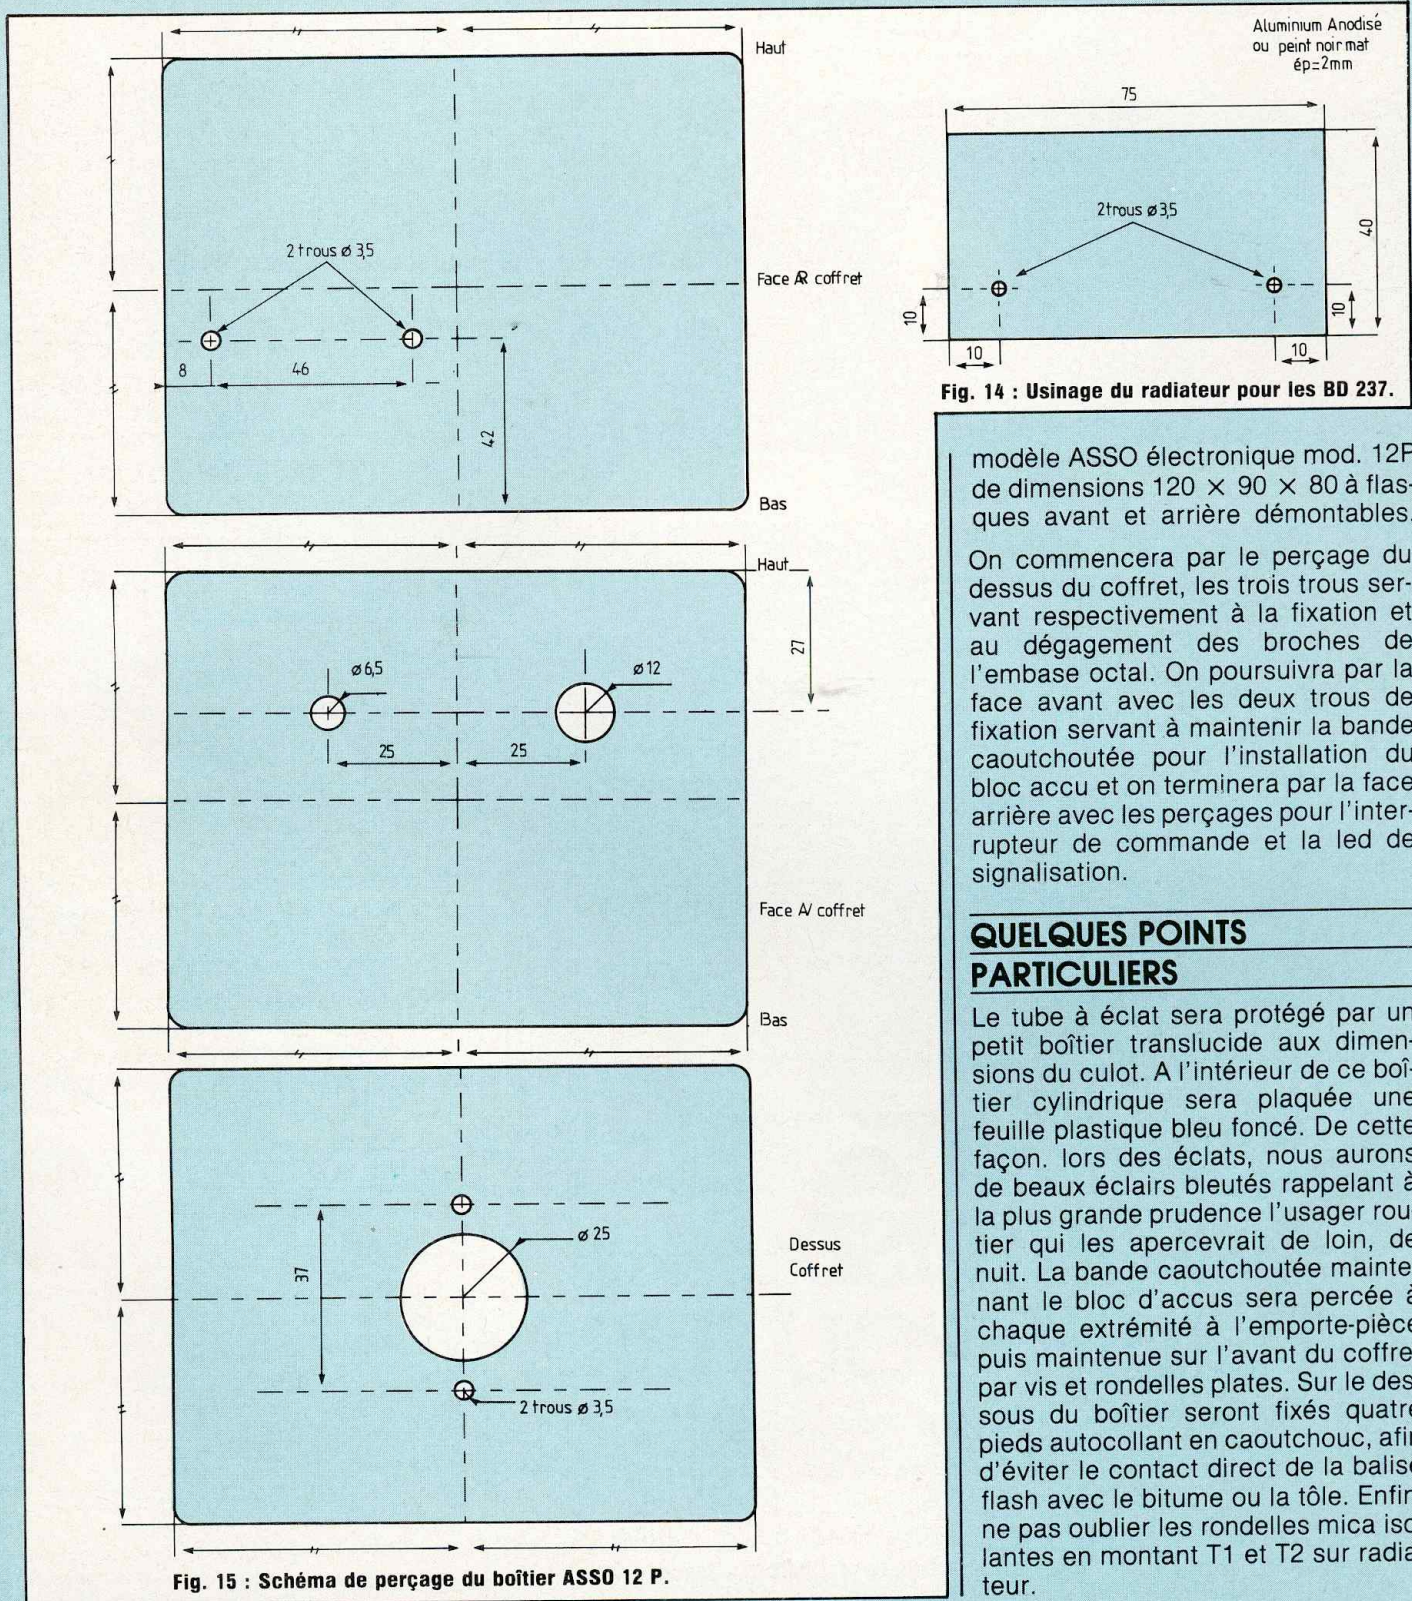 Haut
2 trous ø 3,5
Face AR coffret
8
46
42
Bas
Haut
27
ø 6,5
ø 12
25
25
Face AV coffret
Bas
37
ø 25
Dessus
Coffret
2 trous ø 3,5
Fig. 15 : Schéma de perçage du boîtier ASSO 12 P.
Aluminium Anodisé
ou peint noir mat
ép=2mm
75
2 trous ø 3,5
40
10
10
10
10
Fig. 14 : Usinage du radiateur pour les BD 237.
modèle ASSO électronique mod. 12P
de dimensions 120 × 90 × 80 à flas-
ques avant et arrière démontables.
On commencera par le perçage du
dessus du coffret, les trois trous ser-
vant respectivement à la fixation et
au dégagement des broches de
l'embase octal. On poursuivra par la
face avant avec les deux trous de
fixation servant à maintenir la bande
caoutchoutée pour l'installation du
bloc accu et on terminera par la face
arrière avec les perçages pour l'inter-
rupteur de commande et la led de
signalisation.
QUELQUES POINTS
PARTICULIERS
Le tube à éclat sera protégé par un
petit boîtier translucide aux dimen-
sions du culot. A l'intérieur de ce boî-
tier cylindrique sera plaquée une
feuille plastique bleu foncé. De cette
façon. lors des éclats, nous aurons
de beaux éclairs bleutés rappelant à
la plus grande prudence l'usager rou
tier qui les apercevrait de loin, de
nuit. La bande caoutchoutée mainte
nant le bloc d'accus sera percée à
chaque extrémité à l'emporte-pièce
puis maintenue sur l'avant du coffre
par vis et rondelles plates. Sur le des
sous du boîtier seront fixés quatre
pieds autocollant en caoutchouc, afin
d'éviter le contact direct de la balise
flash avec le bitume ou la tôle. Enfin
ne pas oublier les rondelles mica iso
lantes en montant T1 et T2 sur radia
teur.